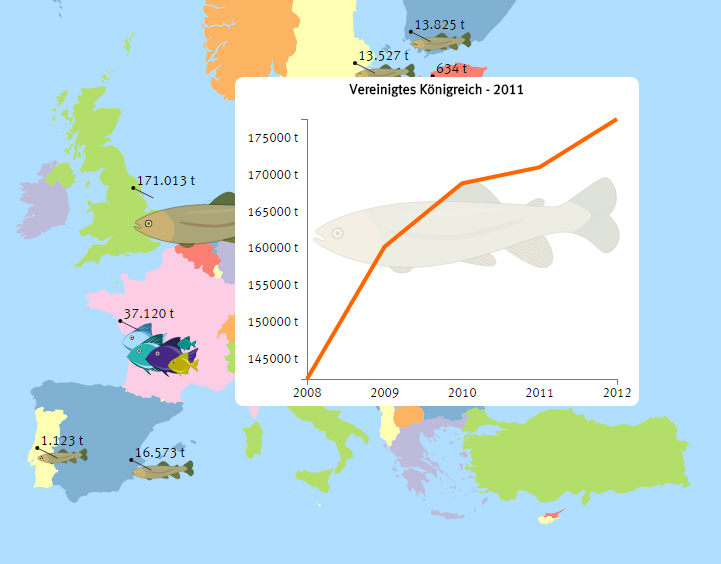 13.825 t
13.527 t
634 t
Vereinigtes Königreich - 2011
175000 t
170000 t
165000 t
160000 t
155000 t
150000 t
145000 t
2008 2009 2010 2011 2012
171.013 t
37.120 t
1.123 t
16.573 t